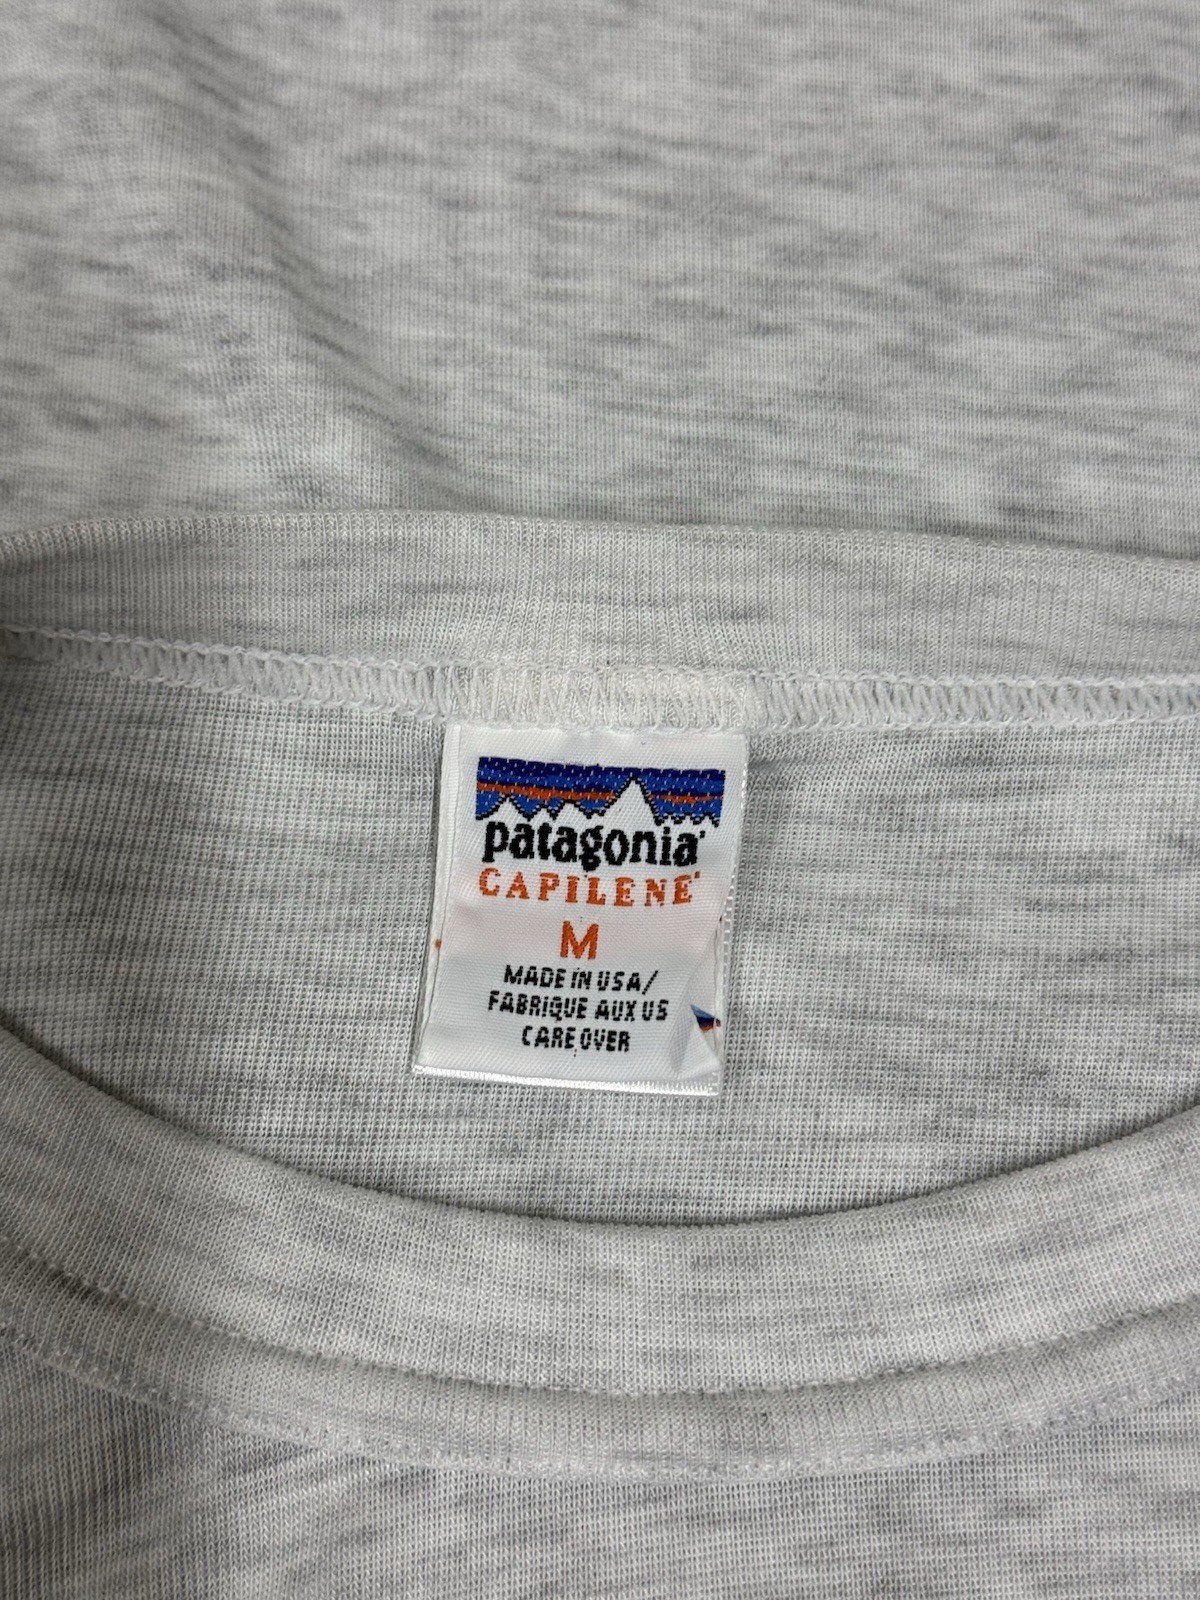 patagonia®
CAPILENE®
M
MADE IN USA/
FABRIQUE AUX US
CARE OVER